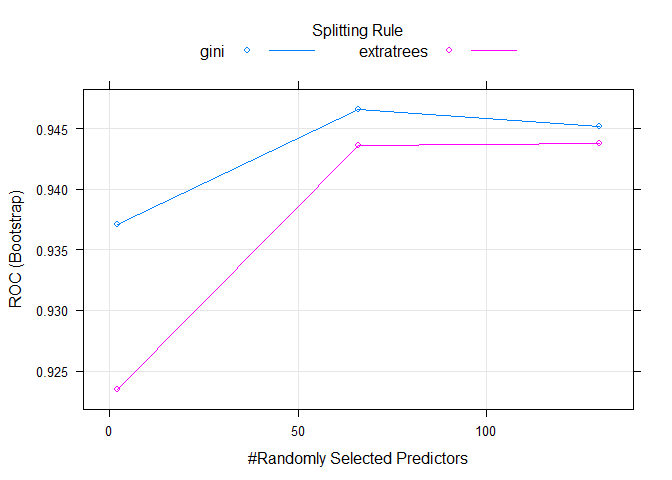 Splitting Rule
gini extratrees
0.945
0.940
0.935
0.930
0.925
ROC (Bootstrap)
0 50 100
#Randomly Selected Predictors